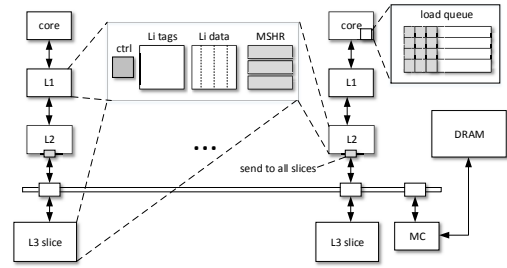 core
Li tags
Li data
MSHR
ctrl
core
load queue
L1
L1
L2
...
L2
DRAM
send to all slices
L3 slice
L3 slice
MC